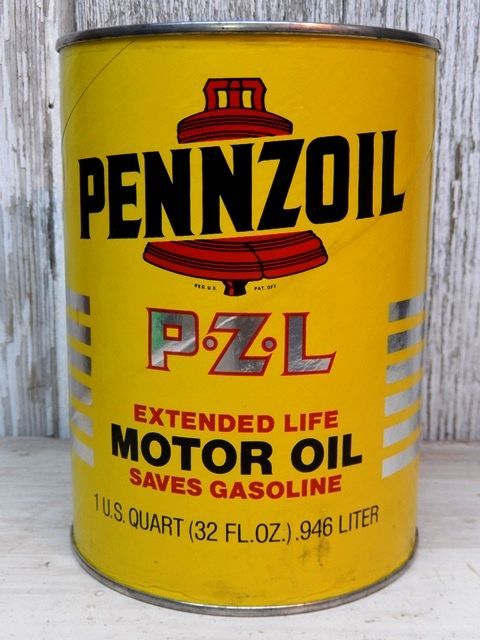 PENNZOIL
REG. U.S. PAT. OFF.
P·Z·L
EXTENDED LIFE
MOTOR OIL
SAVES GASOLINE
1 U.S. QUART (32 FL.OZ.) .946 LITER